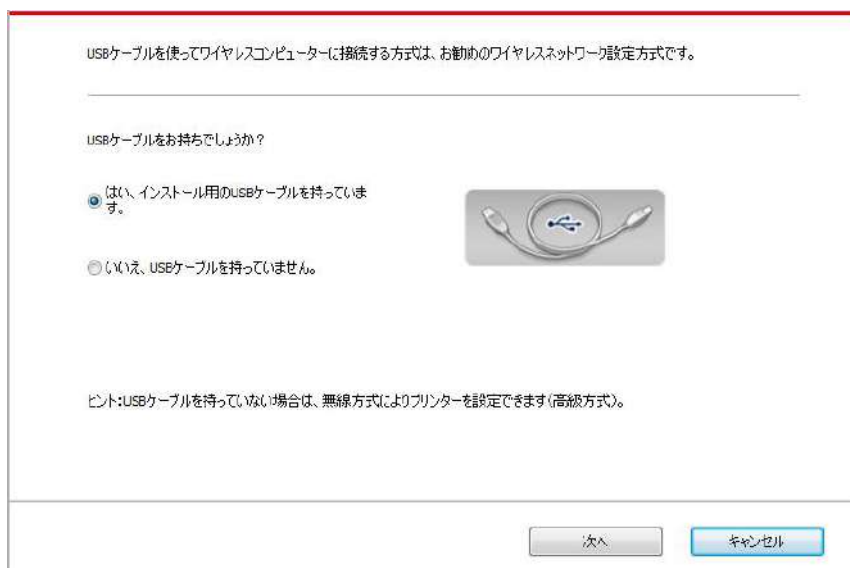 USBケーブルを使ってワイヤレスコンピューターに接続する方式は、お勧めのワイヤレスネットワーク設定方式です。
USBケーブルをお持ちでしょうか？
はい、インストール用のUSBケーブルを持っていま
す。
いいえ、USBケーブルを持っていません。
ヒント:USBケーブルを持っていない場合は、無線方式によりプリンターを設定できます(高級方式)。
次へ
キャンセル